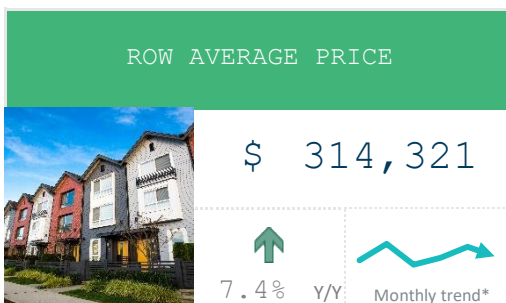 ROW AVERAGE PRICE
$ 314,321
7.4% Y/Y
Monthly trend*